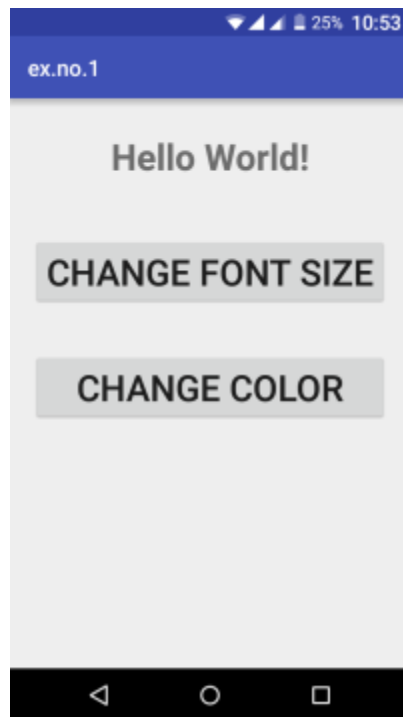 25% 10:53
ex.no.1
Hello World!
CHANGE FONT SIZE
CHANGE COLOR